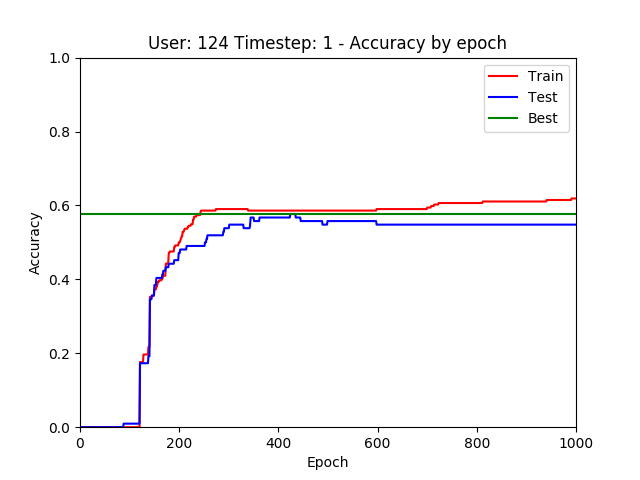 User: 124 Timestep: 1 - Accuracy by epoch
1.0
0.8
0.6
0.4
0.2
0.0
Accuracy
Train
Test
Best
0 200 400 600 800 1000
Epoch